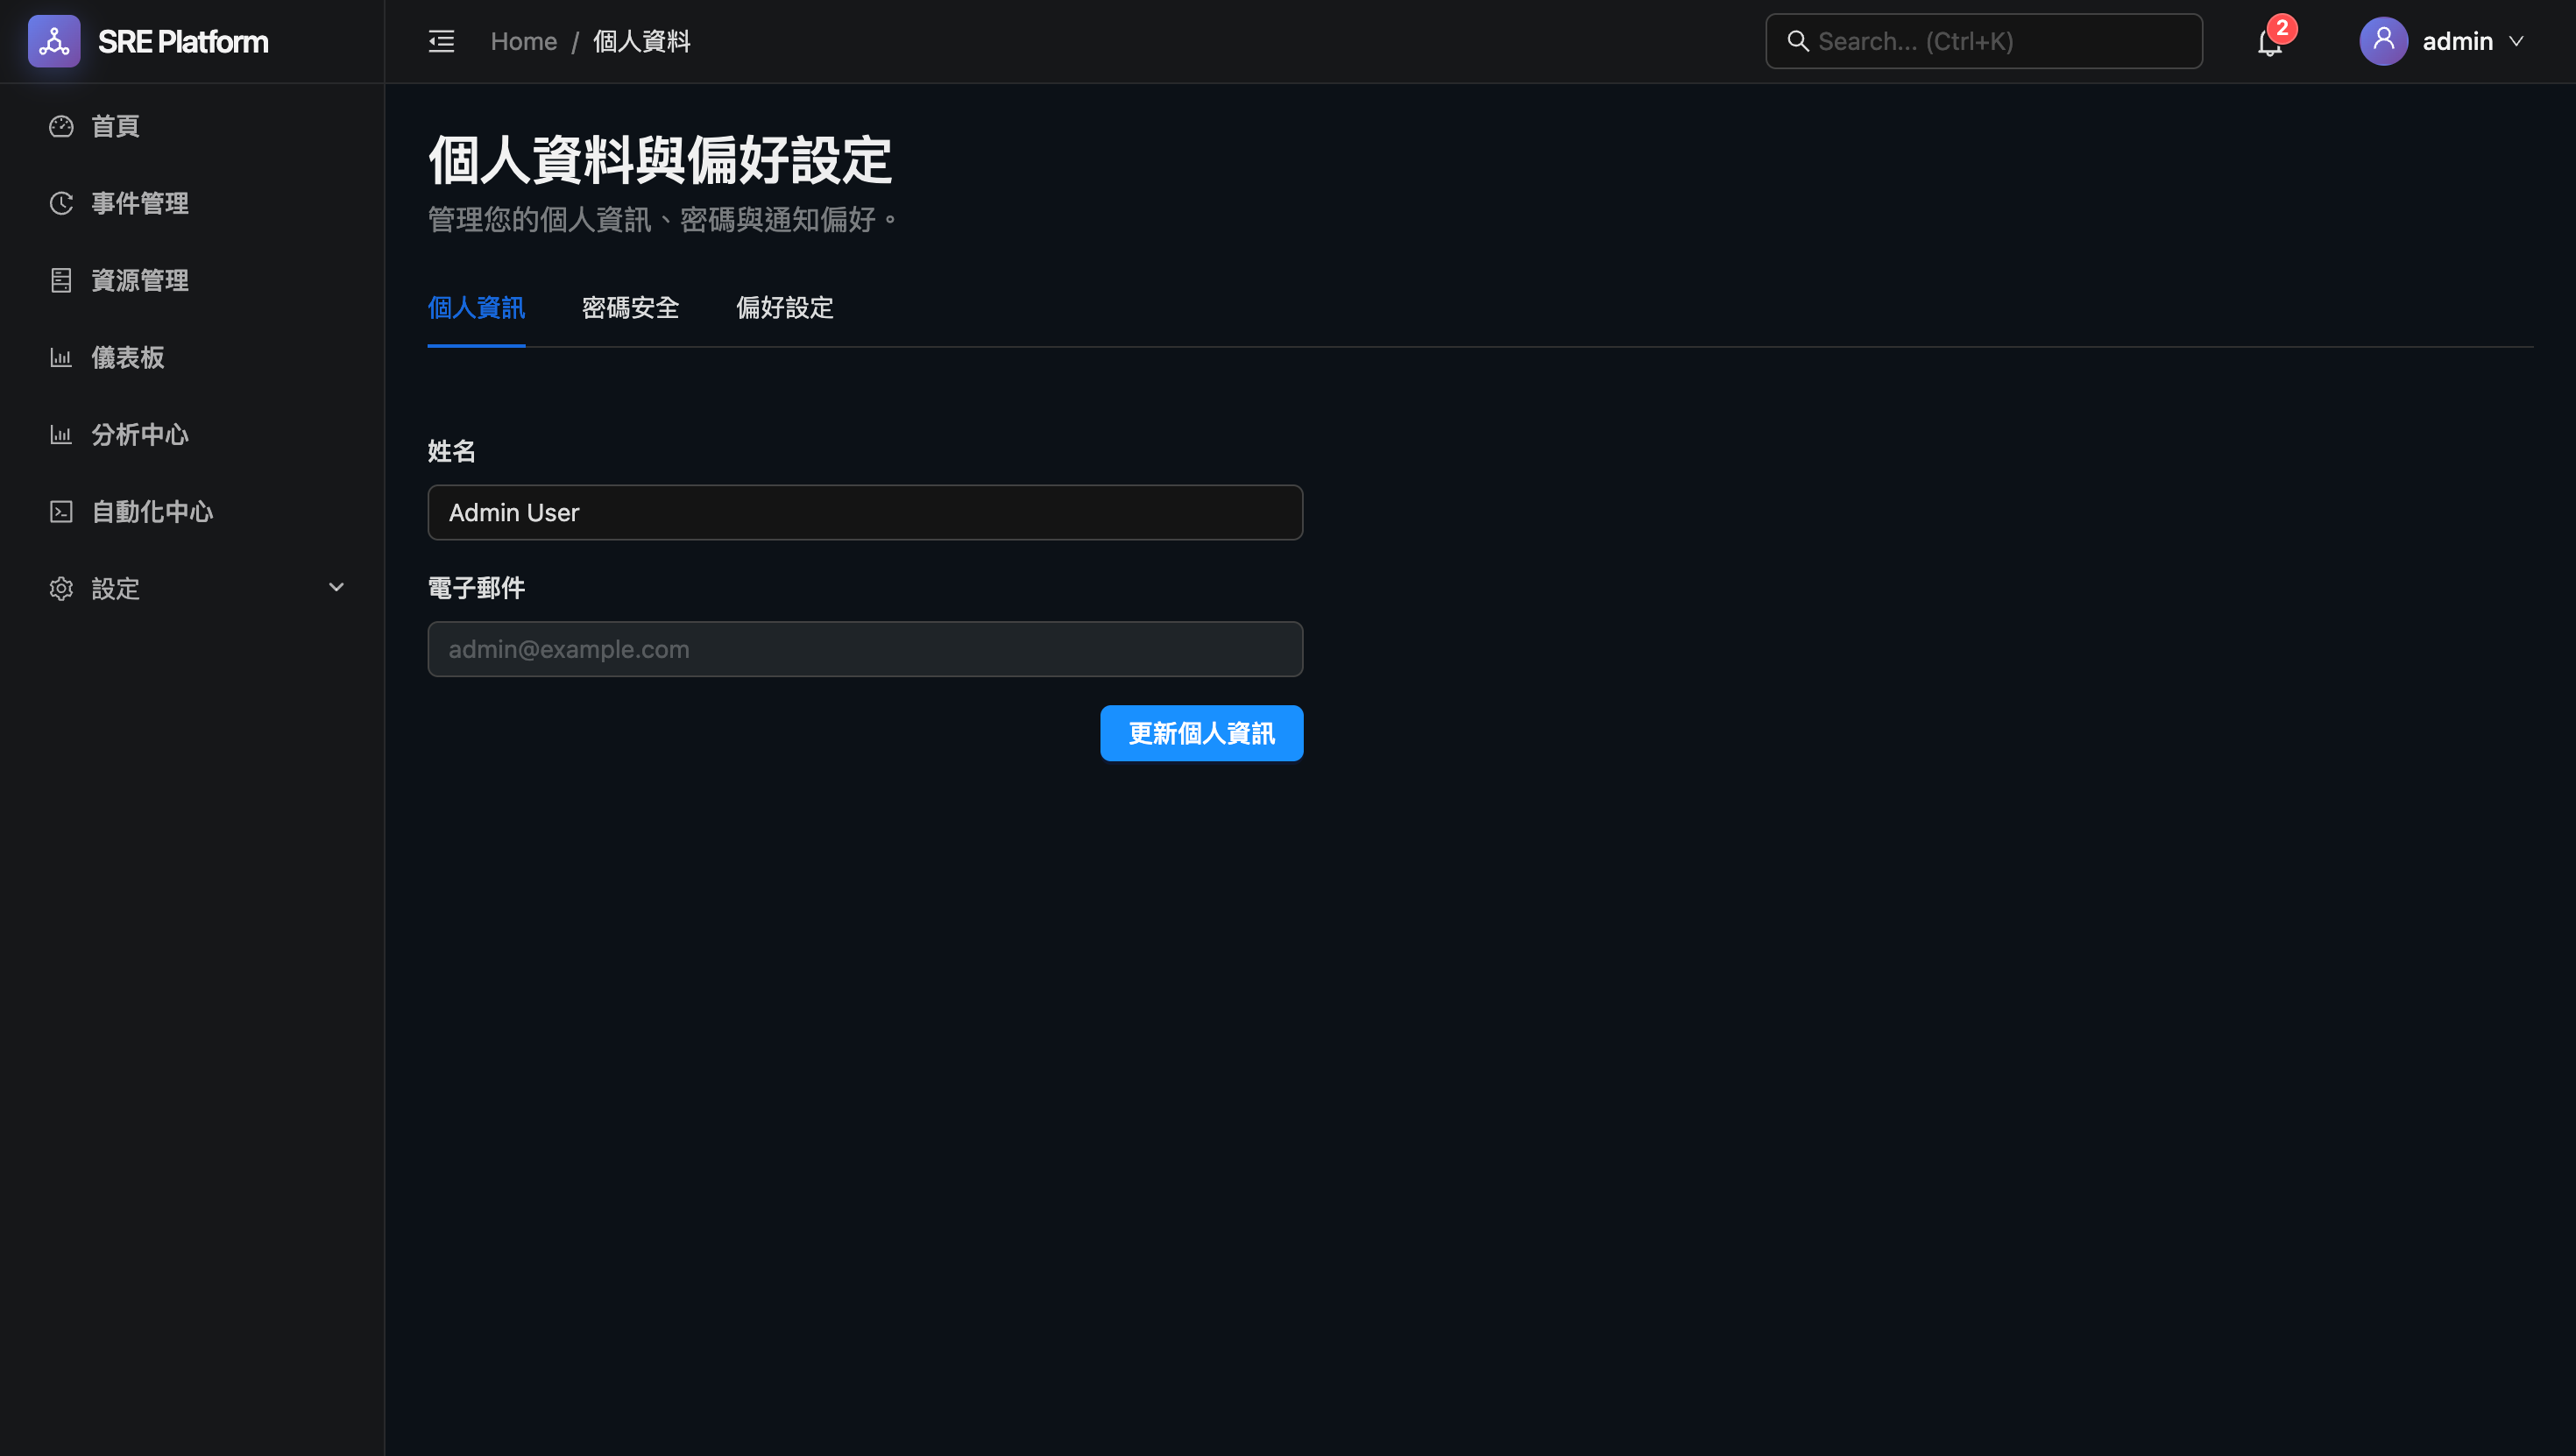 SRE Platform
Home / 個人資料
Search... (Ctrl+K)
2
admin
首頁
事件管理
資源管理
儀表板
分析中心
自動化中心
設定
個人資料與偏好設定
管理您的個人資訊、密碼與通知偏好。
個人資訊 密碼安全 偏好設定
姓名
Admin User
電子郵件
admin@example.com
更新個人資訊